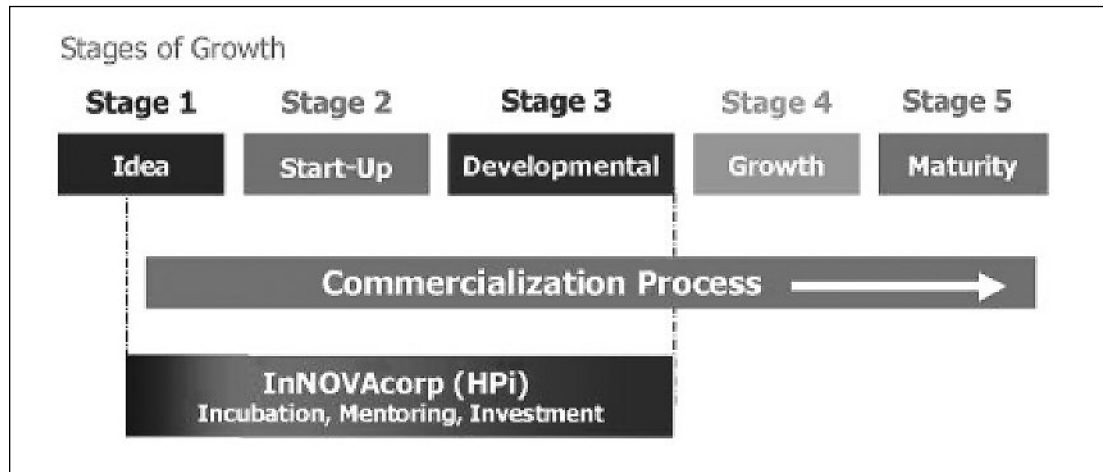 Stages of Growth
Stage 1 Stage 2 Stage 3 Stage 4 Stage 5
Idea Start-Up Developmental Growth Maturity
Commercialization Process
InNOVAcorp (HPi)
Incubation, Mentoring, Investment